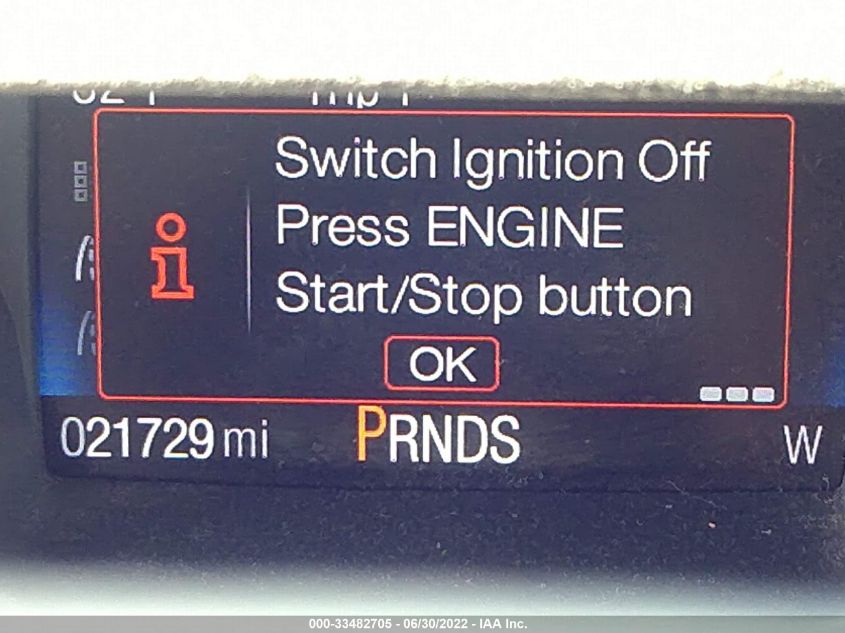 Switch Ignition Off
Press ENGINE
Start/Stop button
OK
021729 mi PRNDS W
000-33482705 - 06/30/2022 - IAA Inc.